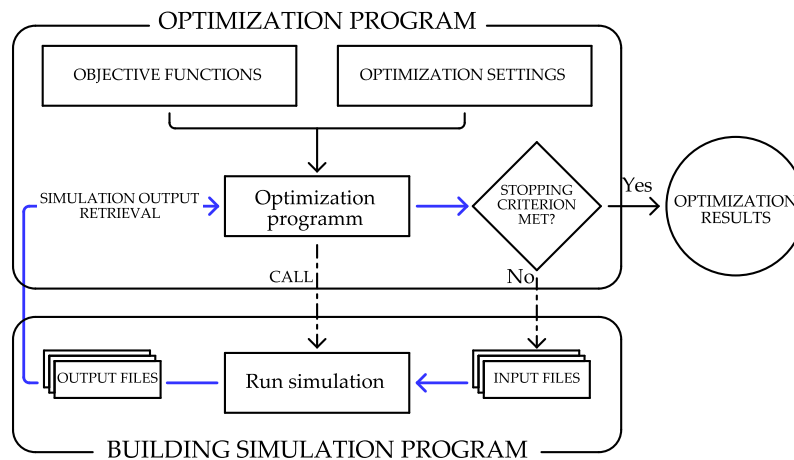 OPTIMIZATION PROGRAM
OBJECTIVE FUNCTIONS
OPTIMIZATION SETTINGS
SIMULATION OUTPUT
RETRIEVAL
Optimization
programm
STOPPING
CRITERION
MET?
Yes
OPTIMIZATION
RESULTS
CALL
No
OUTPUT FILES
Run simulation
INPUT FILES
BUILDING SIMULATION PROGRAM